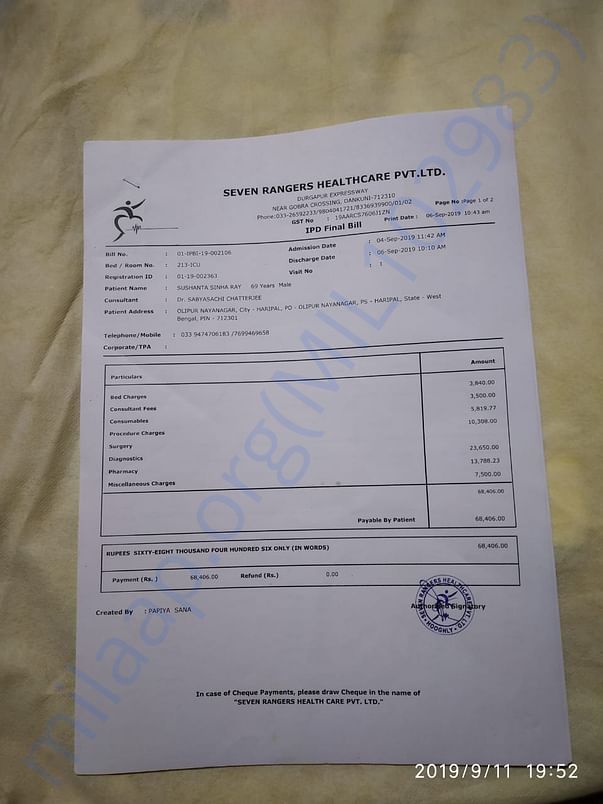 SEVEN RANGERS HEALTHCARE PVT.LTD.
DURGAPUR EXPRESSWAY
NEAR GOBRA CROSSING, DANKUNI-712310
Phone:033-26592233/9804041721/8336939900/01/02
GST No : 19AARCS7606J1ZN
Page No :Page 1 of 2
IPD Final Bill
Print Date : 06-Sep-2019 10:43 am
Bill No. : 01-IPBI-19-002106
Admission Date : 04-Sep-2019 11:42 AM
Bed / Room No. : 213-ICU
Discharge Date : 06-Sep-2019 10:10 AM
Registration ID : 01-19-002363
Visit No : 1
Patient Name : SUSHANTA SINHA RAY 69 Years Male
Consultant : Dr. SABYASACHI CHATTERJEE
Patient Address : OLIPUR NAYANAGAR, City - HARIPAL, PO - OLIPUR NAYANAGAR, PS - HARIPAL, State - West
Bengal, PIN - 712301
Telephone/Mobile : 033 9474706183 /7699469658
Corporate/TPA :
Particulars Amount
Bed Charges 3,840.00
Consultant Fees 3,500.00
Consumables 5,819.77
Procedure Charges 10,308.00
Surgery
Diagnostics 23,650.00
Pharmacy 13,788.23
Miscellaneous Charges 7,500.00
68,406.00
Payable By Patient 68,406.00
RUPEES SIXTY-EIGHT THOUSAND FOUR HUNDRED SIX ONLY (IN WORDS) 68,406.00
Payment (Rs. ) 68,406.00 Refund (Rs.) 0.00
Created By : PAPIYA SANA
Authorised Signatory
SEVEN RANGERS HEALTHCARE PVT. LTD.
HOOGHLY
In case of Cheque Payments, please draw Cheque in the name of
"SEVEN RANGERS HEALTH CARE PVT. LTD."
2019/9/11 19:52